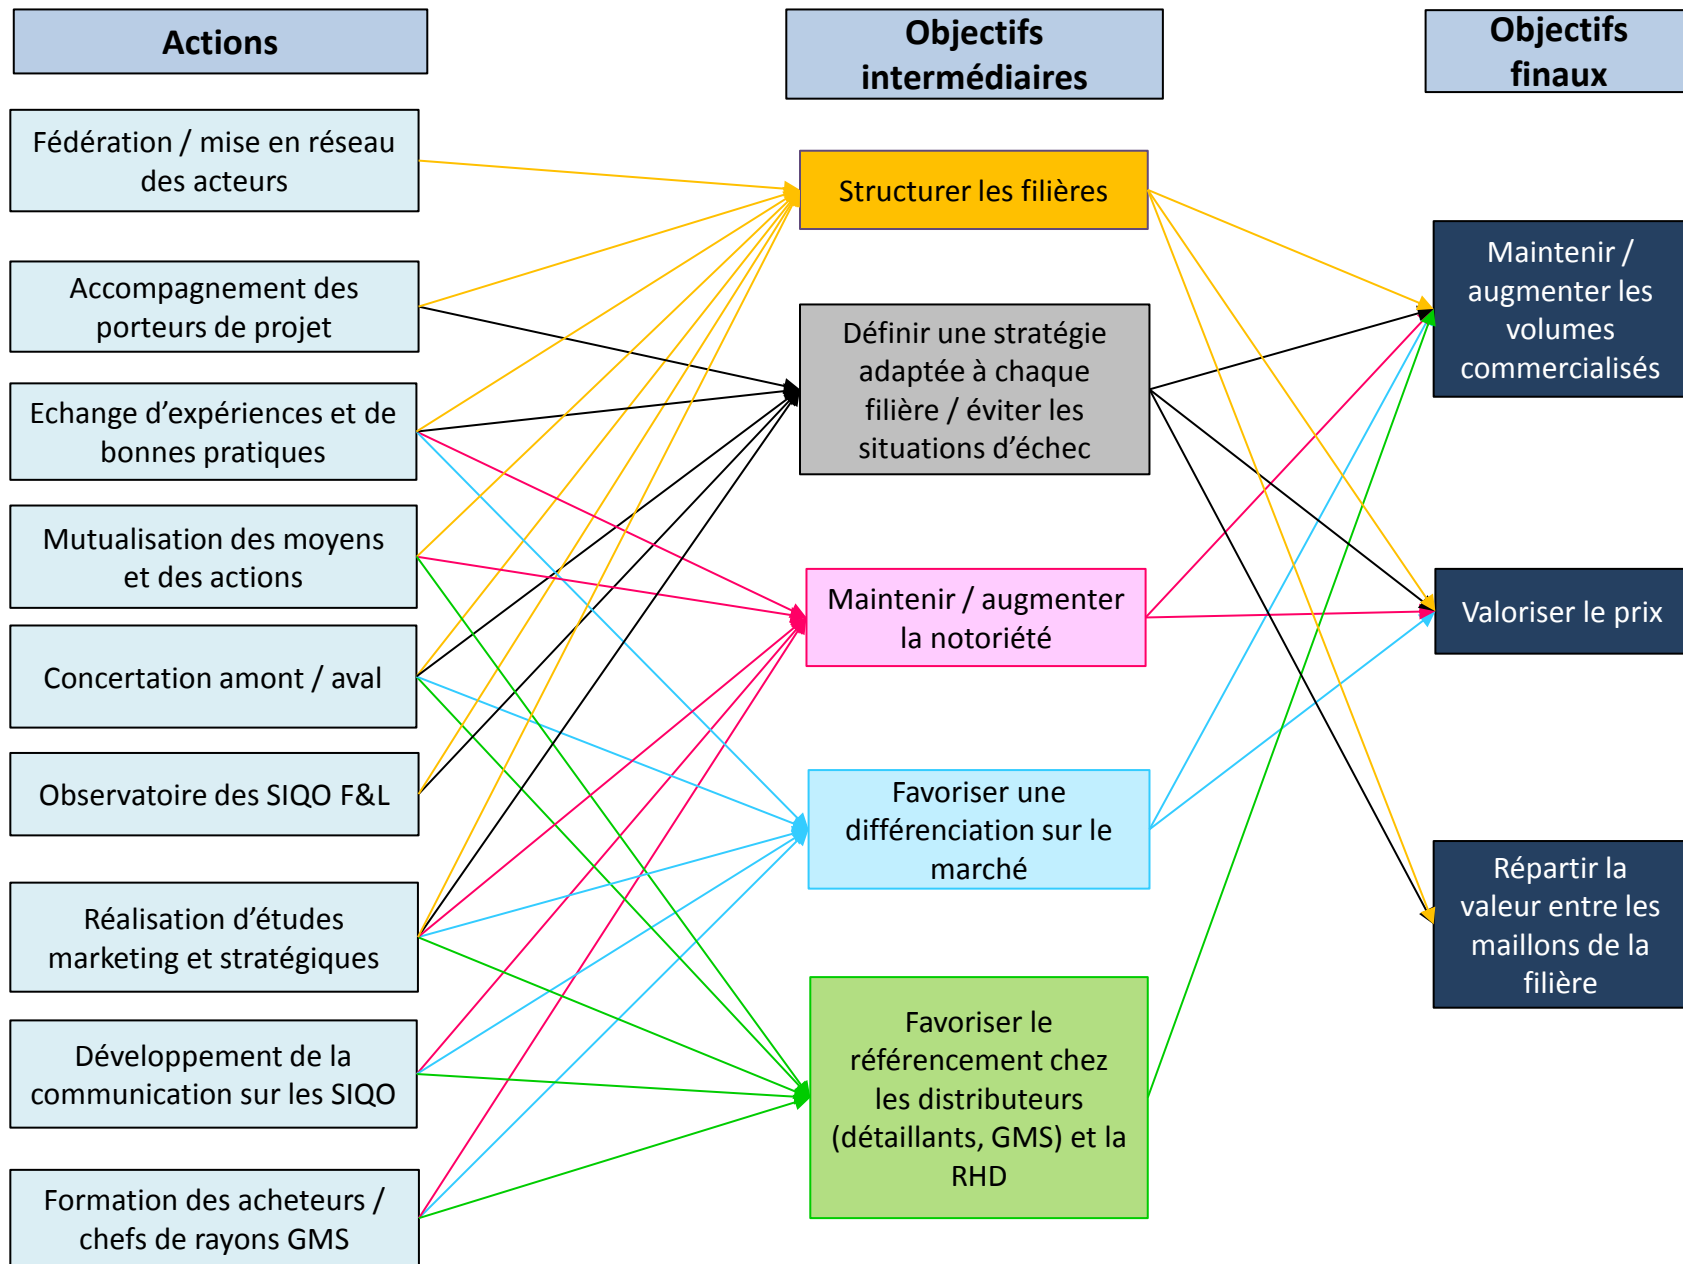 Actions
Fédération / mise en réseau
des acteurs
Accompagnement des
porteurs de projet
Echange d’expériences et de
bonnes pratiques
Mutualisation des moyens
et des actions
Concertation amont / aval
Observatoire des SIQO F&L
Réalisation d’études
marketing et stratégiques
Développement de la
communication sur les SIQO
Formation des acheteurs /
chefs de rayons GMS
Objectifs
intermédiaires
Structurer les filières
Définir une stratégie
adaptée à chaque
filière / éviter les
situations d’échec
Maintenir / augmenter
la notoriété
Favoriser une
différenciation sur le
marché
Favoriser le
référencement chez
les distributeurs
(détaillants, GMS) et la
RHD
Objectifs
finaux
Maintenir /
augmenter les
volumes
commercialisés
Valoriser le prix
Répartir la
valeur entre les
maillons de la
filière